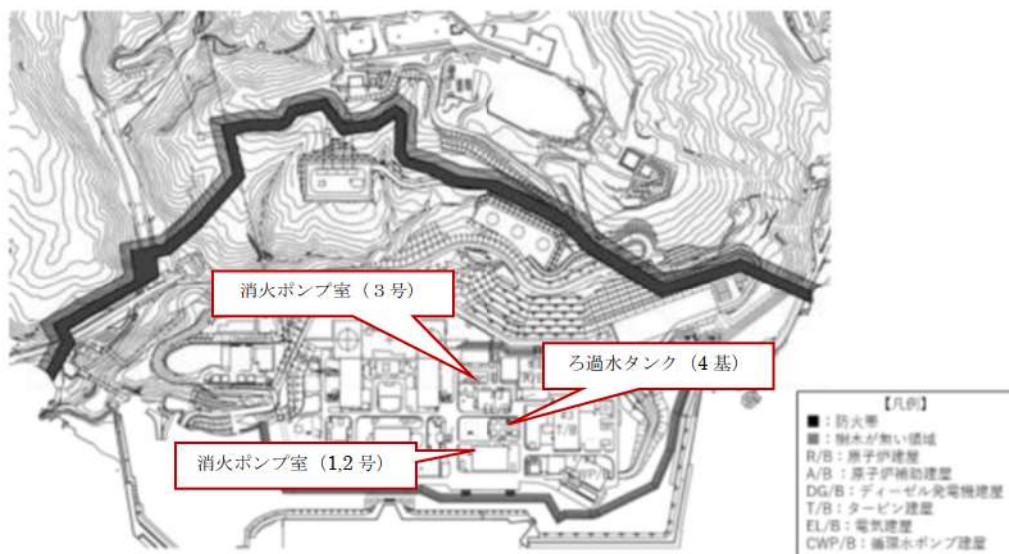 消火ポンプ室（３号）
ろ過水タンク（4 基）
消火ポンプ室（1,2 号）
T/B
【凡例】
■：防火帯
■：樹木が無い領域
R/B：原子炉建屋
A/B：原子炉補助建屋
DG/B：ディーゼル発電機建屋
T/B：タービン建屋
EL/B：電気建屋
CWP/B：循環水ポンプ建屋